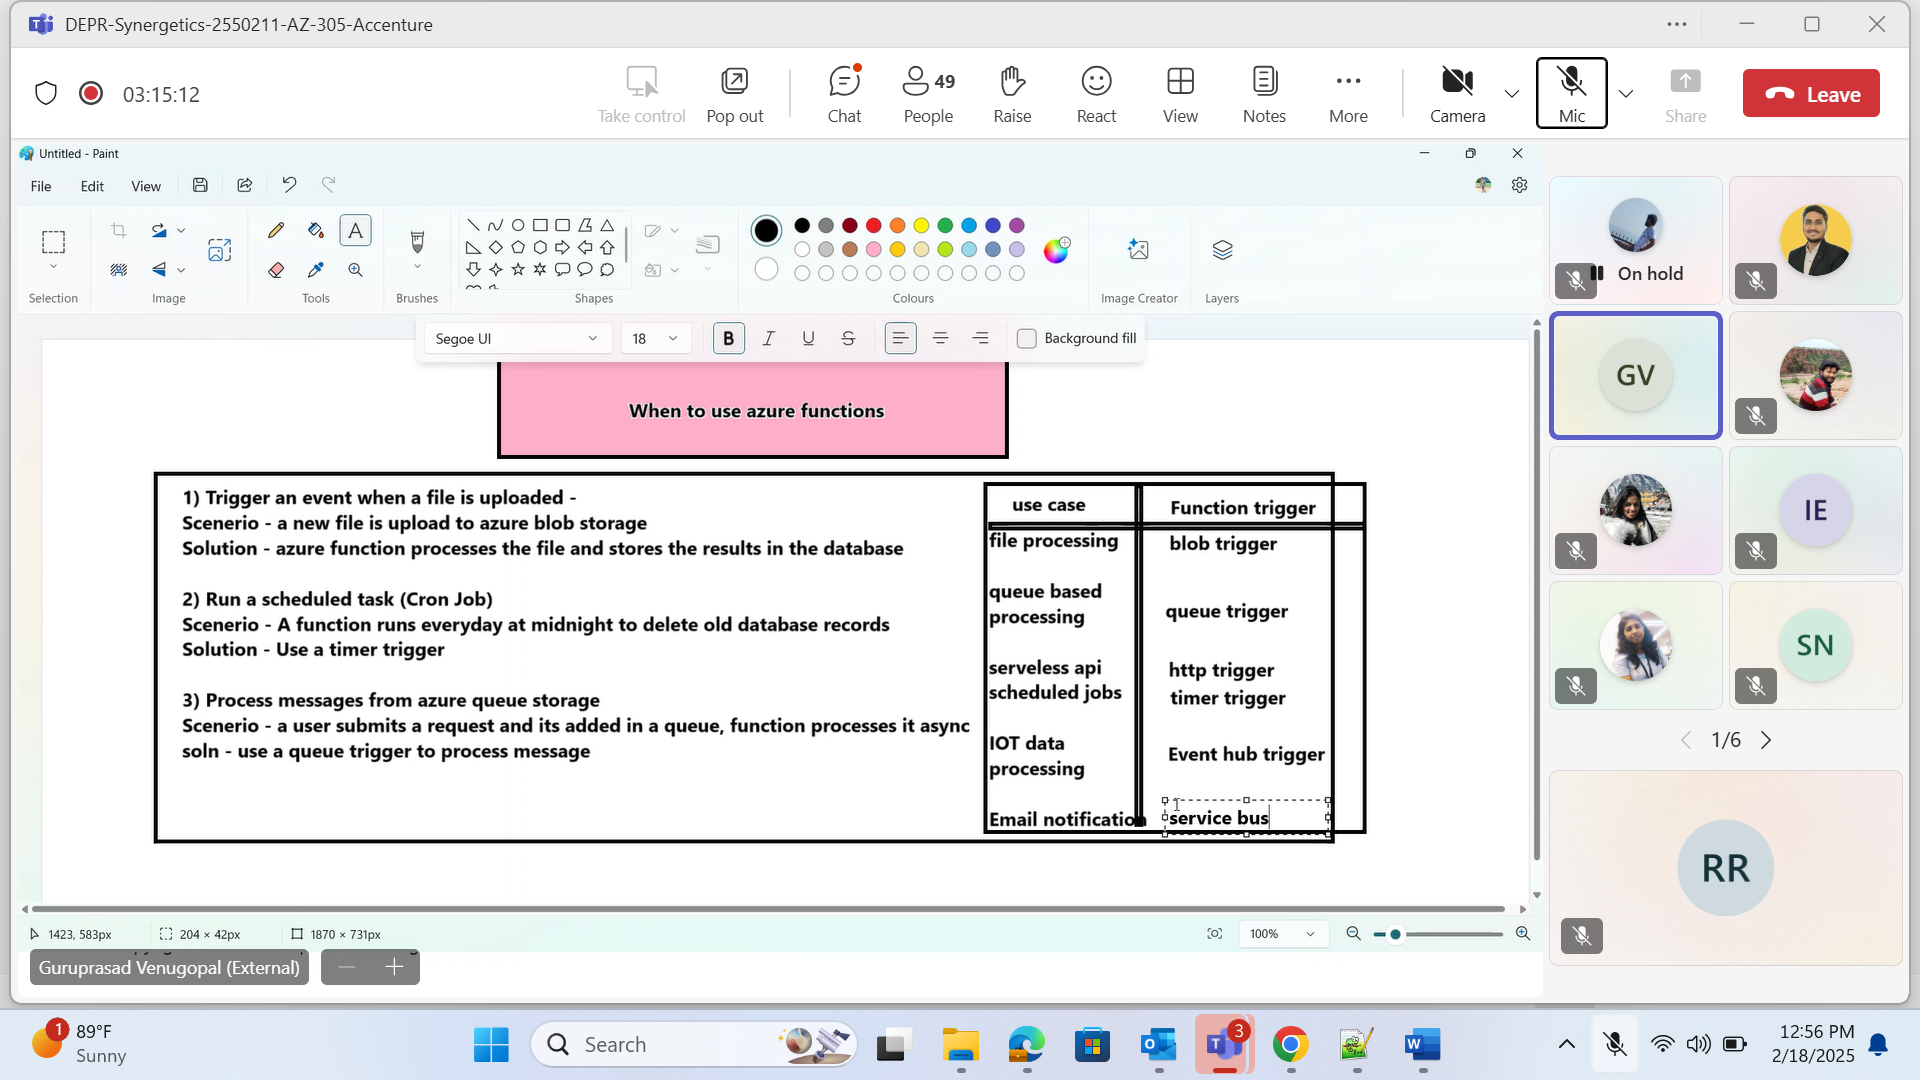 DEPR-Synergetics-2550211-AZ-305-Accenture
03:15:12
Take control
Pop out
Chat
49
People
Raise
React
View
Notes
More
Camera
Mic
Share
Leave
Untitled - Paint
File
Edit
View
Selection
Image
Tools
Brushes
Shapes
Colours
Image Creator
Layers
Segoe UI
18
B
I
U
S
Background fill
When to use azure functions
1) Trigger an event when a file is uploaded -
Scenerio - a new file is upload to azure blob storage
Solution - azure function processes the file and stores the results in the database
2) Run a scheduled task (Cron Job)
Scenerio - A function runs everyday at midnight to delete old database records
Solution - Use a timer trigger
3) Process messages from azure queue storage
Scenerio - a user submits a request and its added in a queue, function processes it async
soln - use a queue trigger to process message
use case
Function trigger
file processing
blob trigger
queue based
processing
queue trigger
serveless api
http trigger
scheduled jobs
timer trigger
IOT data
processing
Event hub trigger
Email notification
service bus
1423, 583px
204 × 42px
1870 × 731px
100%
Guruprasad Venugopal (External)
On hold
GV
IE
SN
1/6
RR
1
89°F
Sunny
Search
3
12:56 PM
2/18/2025